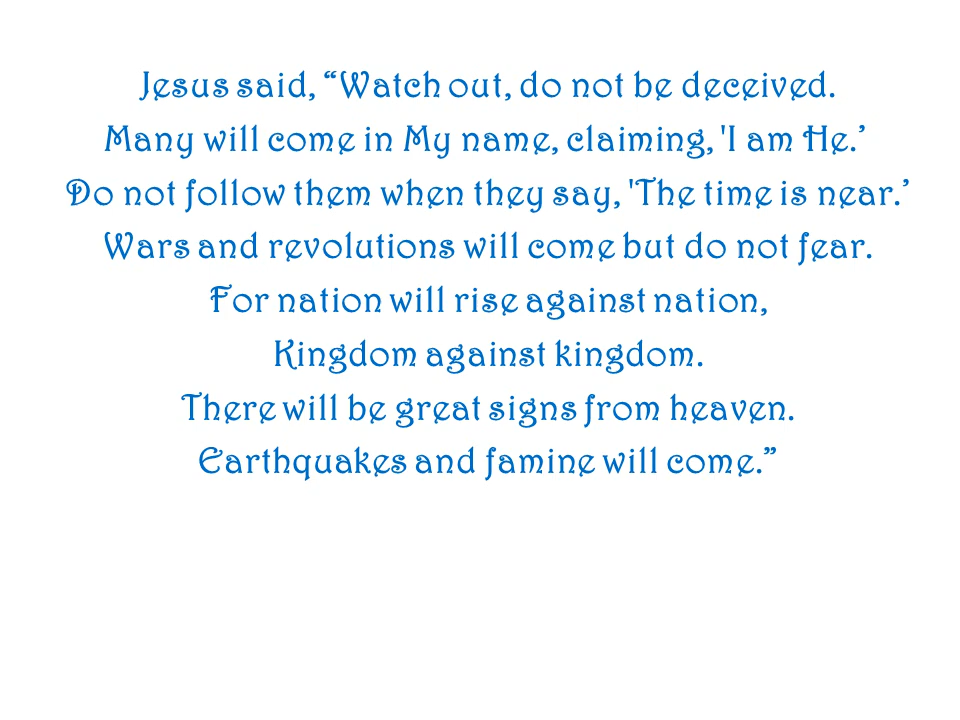 Jesus said, “Watch out, do not be deceived.
Many will come in My name, claiming, 'I am He.’
Do not follow them when they say, 'The time is near.’
Wars and revolutions will come but do not fear.
For nation will rise against nation,
Kingdom against kingdom.
There will be great signs from heaven.
Earthquakes and famine will come.”